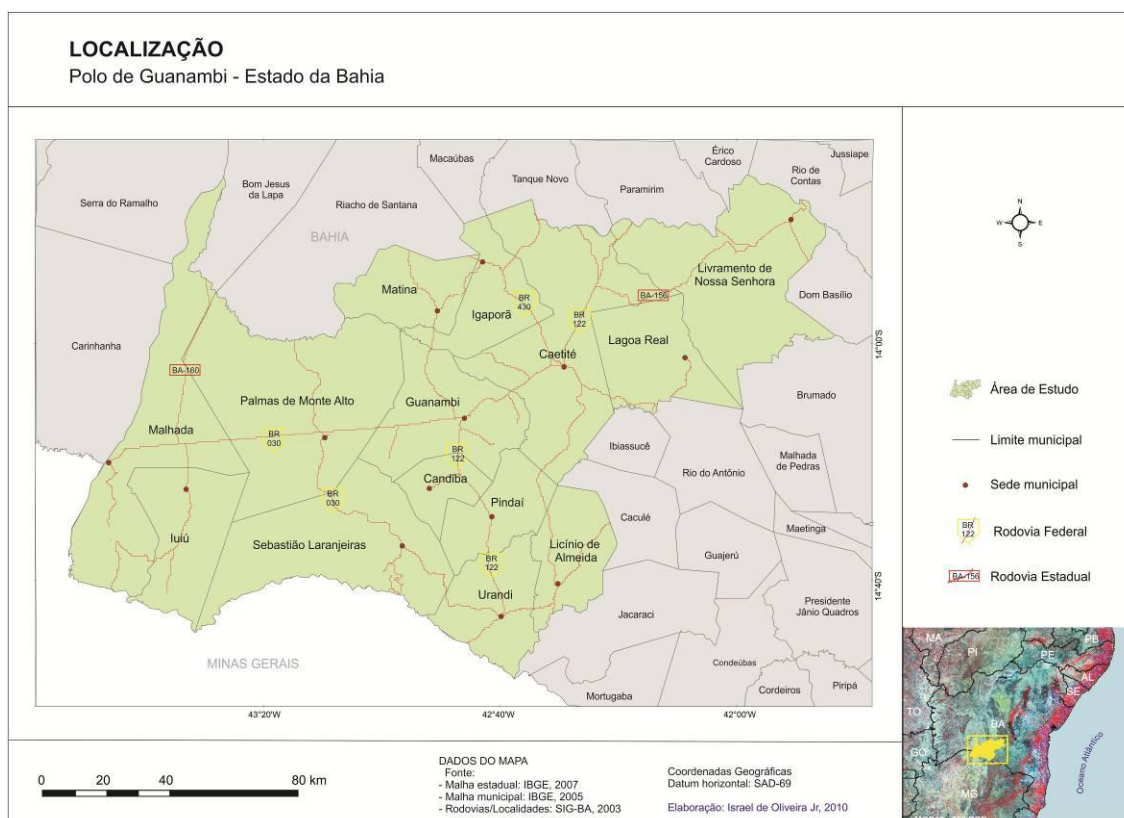 LOCALIZAÇÃO
Polo de Guanambi - Estado da Bahia
Macaúbas
Érico
Cardoso
Jussiape
Tanque Novo
Rio de
Contas
Bom Jesus
da Lapa
Paramirim
Serra do Ramalho
Riacho de Santana
BAHIA
Livramento de
Nossa Senhora
Matina
BA-156
Dom Basílio
Igaporã
BR
430
BR
122
Carinhanha
Lagoa Real
14°00'S
Caetité
BA-160
Brumado
Palmas de Monte Alto
Guanambi
Malhada
BR
030
Ibiassucê
BR
122
Malhada
de Pedras
Rio do Antônio
Candiba
BR
030
Pindaí
Caculé
Maetinga
Iuiú
Sebastião Laranjeiras
Licínio de
Almeida
Guajerú
BR
122
14°40'S
Urandi
Presidente
Jânio Quadros
Jacaraci
MINAS GERAIS
Condeúbas
Cordeiros
Piripá
Mortugaba
43°20'W
42°40'W
42°00'W
N
W
E
S
Área de Estudo
Limite municipal
Sede municipal
BR
122
Rodovia Federal
BA-156
Rodovia Estadual
MA
PI
PE
PB
AL
SE
TO
BA
GO
MG
Oceano Atlântico
0 20 40 80 km
DADOS DO MAPA
Fonte:
- Malha estadual: IBGE, 2007
- Malha municipal: IBGE, 2005
- Rodovias/Localidades: SIG-BA, 2003
Coordenadas Geográficas
Datum horizontal: SAD-69
Elaboração: Israel de Oliveira Jr, 2010